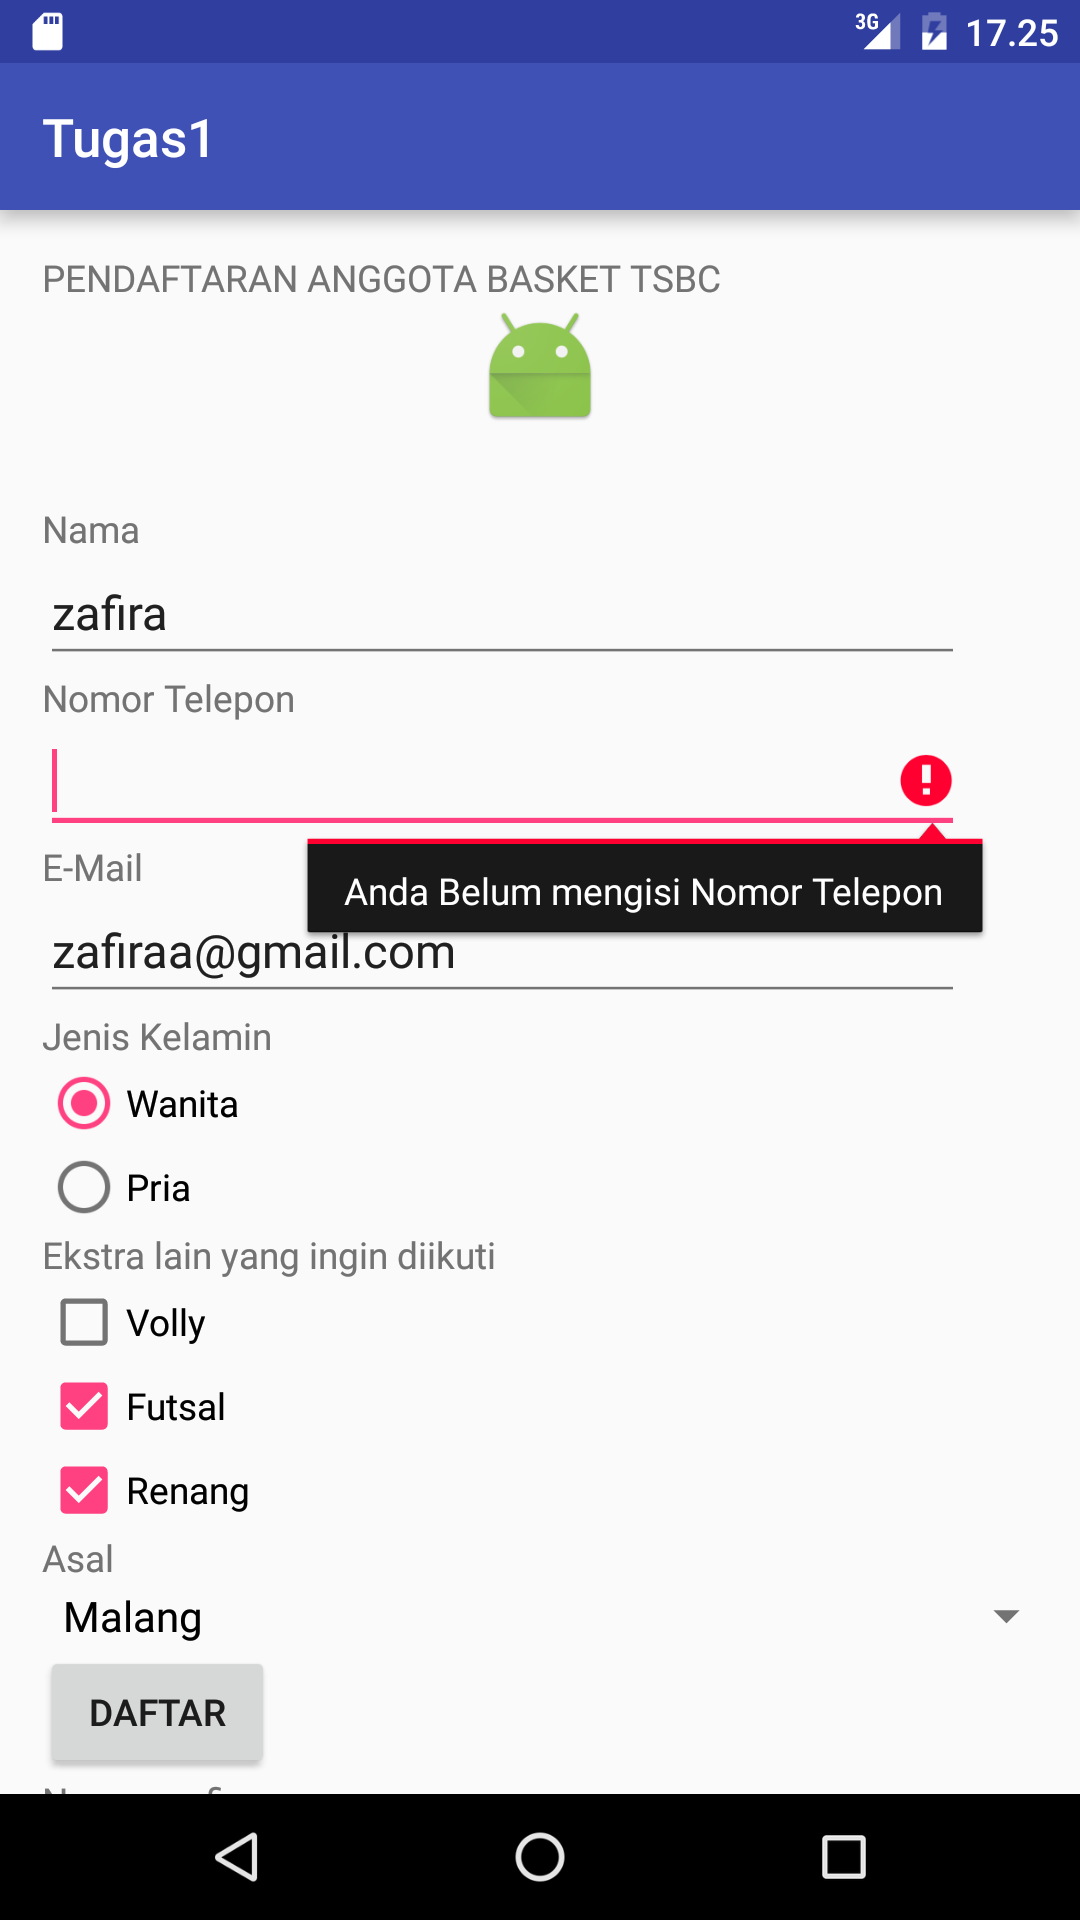 3G 17.25
Tugas1
PENDAFTARAN ANGGOTA BASKET TSBC
Nama
zafira
Nomor Telepon
E-Mail
Anda Belum mengisi Nomor Telepon
zafiraa@gmail.com
Jenis Kelamin
Wanita
Pria
Ekstra lain yang ingin diikuti
Volly
Futsal
Renang
Asal
Malang
DAFTAR